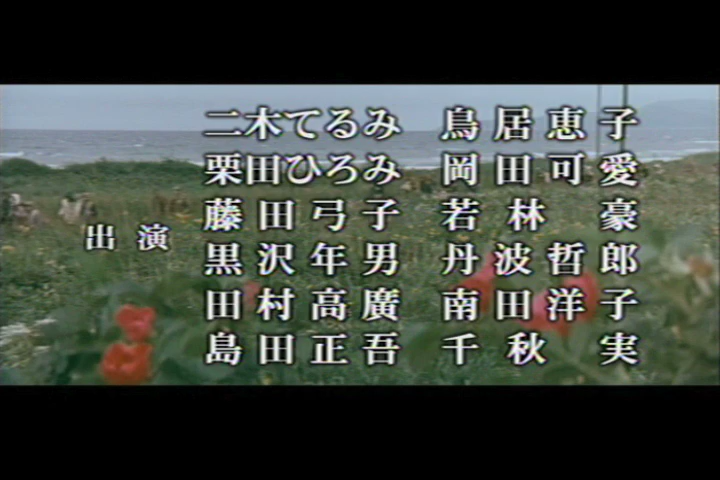 出演
二木てるみ 鳥居恵子
栗田ひろみ 岡田可愛
藤田弓子 若林豪
黒沢年男 丹波哲郎
田村高廣 南田洋子
島田正吾 千秋実